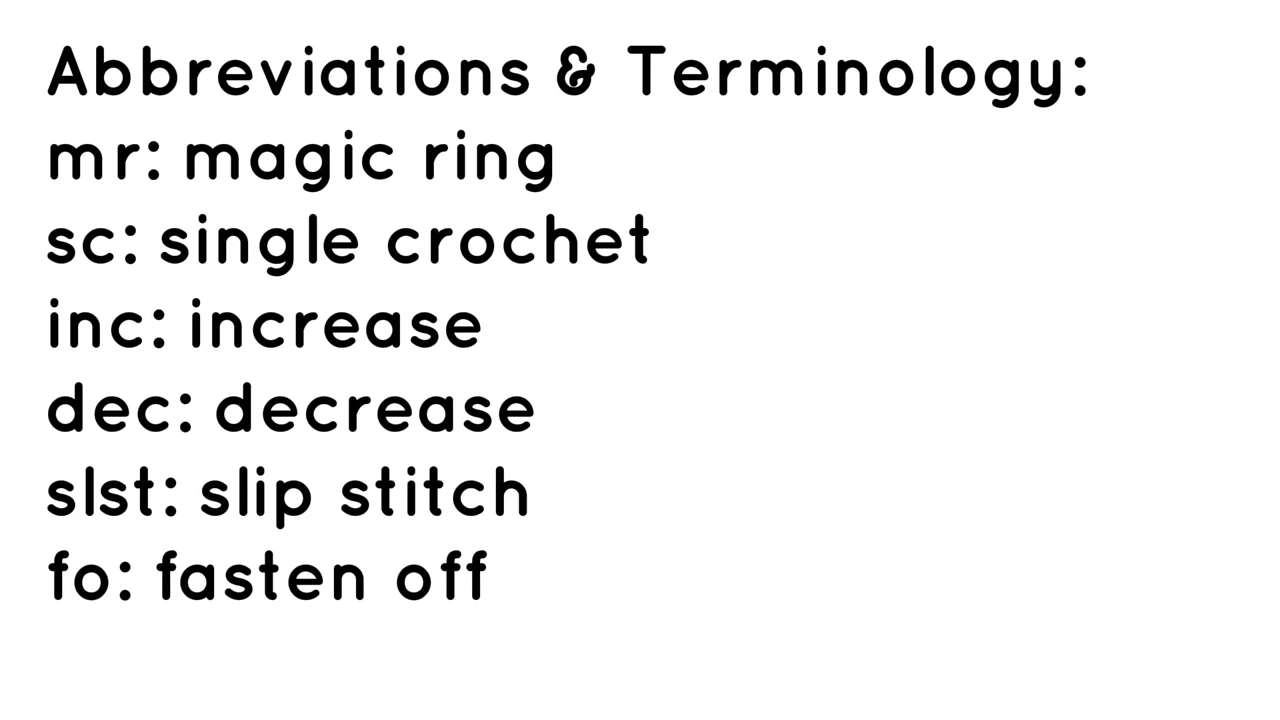 Abbreviations & Terminology:
mr: magic ring
sc: single crochet
inc: increase
dec: decrease
slst: slip stitch
fo: fasten off